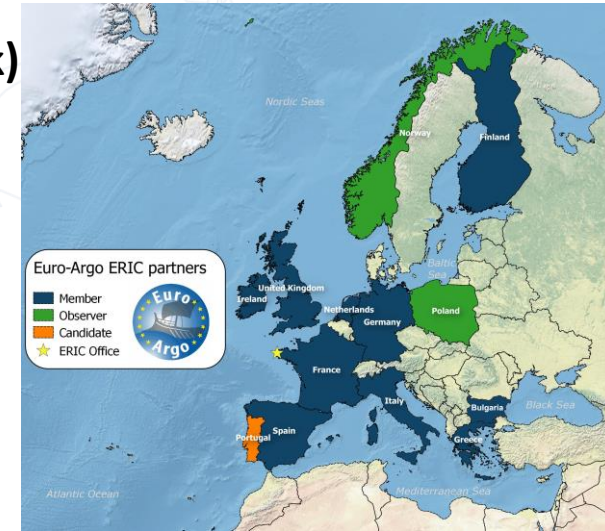 k)
Nordic Seas
Norway
Finland
Baltic
Sea
United Kingdom
Ireland
Netherlands
Germany
Poland
France
Italy
Bulgaria
Black Sea
Greece
Portugal
Spain
Mediterranean Sea
Atlantic Ocean
Euro-Argo ERIC partners
Member
Observer
Candidate
ERIC Office
Euro
Argo